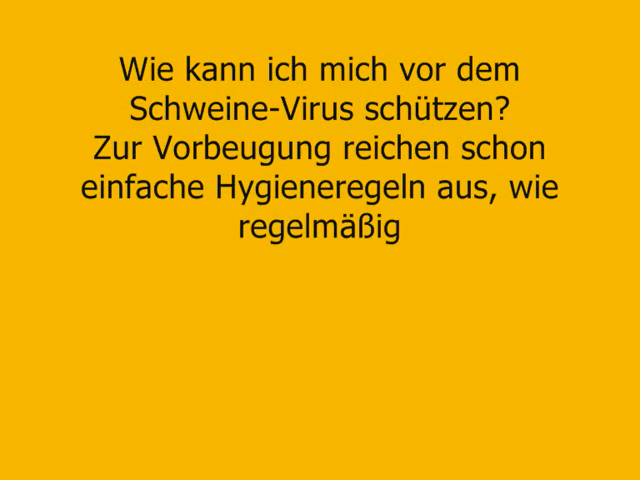 Wie kann ich mich vor dem
Schweine-Virus schützen?
Zur Vorbeugung reichen schon
einfache Hygieneregeln aus, wie
regelmäßig